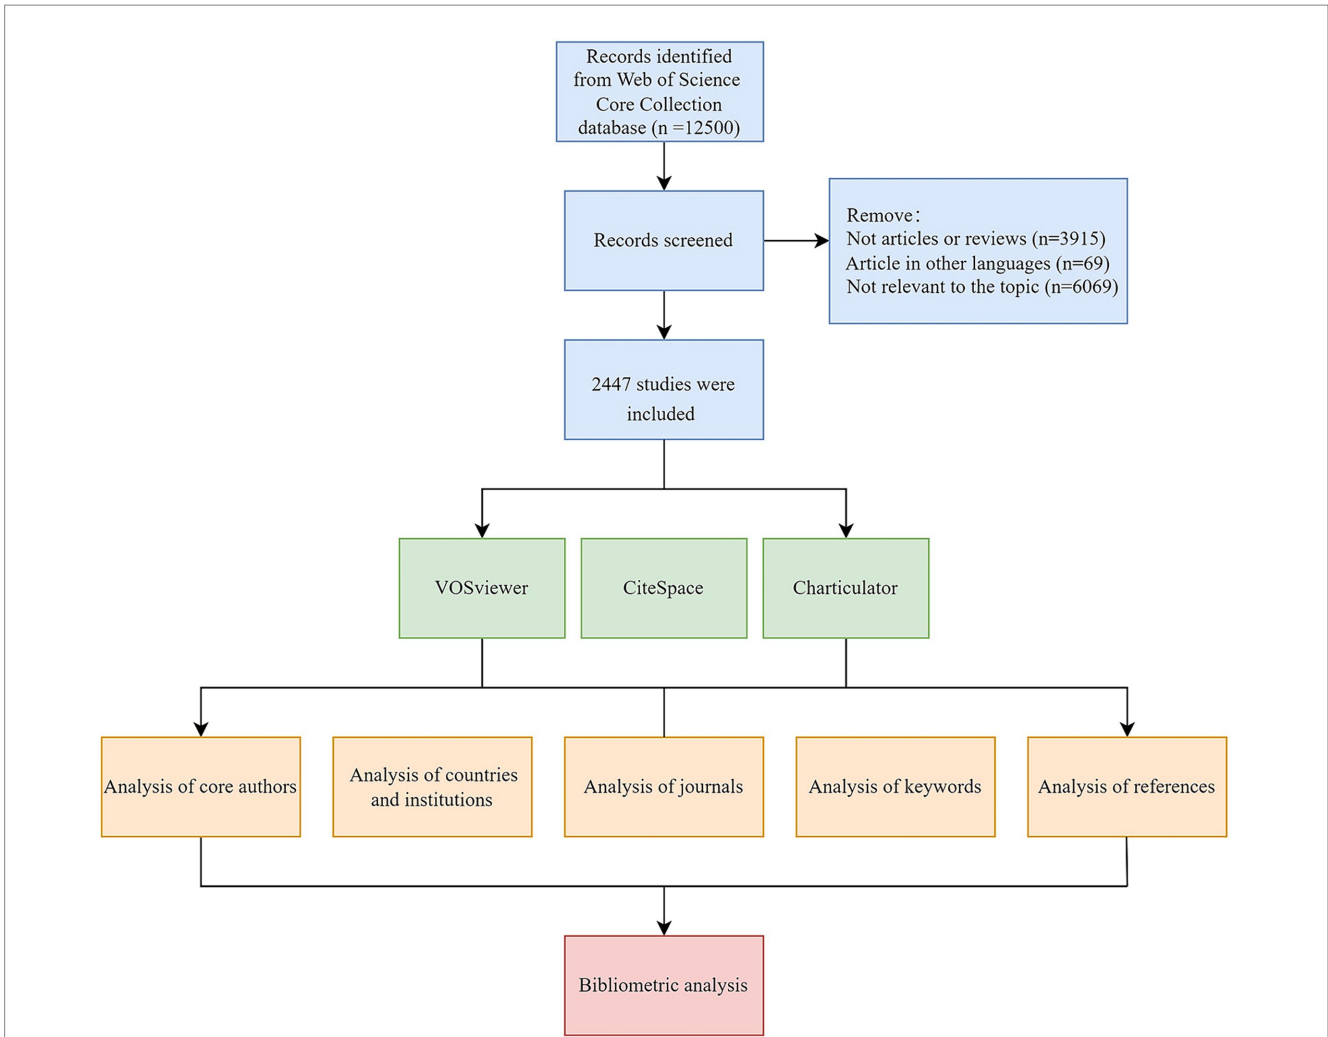 Records identified
from Web of Science
Core Collection
database (n =12500)
Records screened
Remove：
Not articles or reviews (n=3915)
Article in other languages (n=69)
Not relevant to the topic (n=6069)
2447 studies were
included
VOSviewer
CiteSpace
Charticulator
Analysis of core authors
Analysis of countries
and institutions
Analysis of journals
Analysis of keywords
Analysis of references
Bibliometric analysis